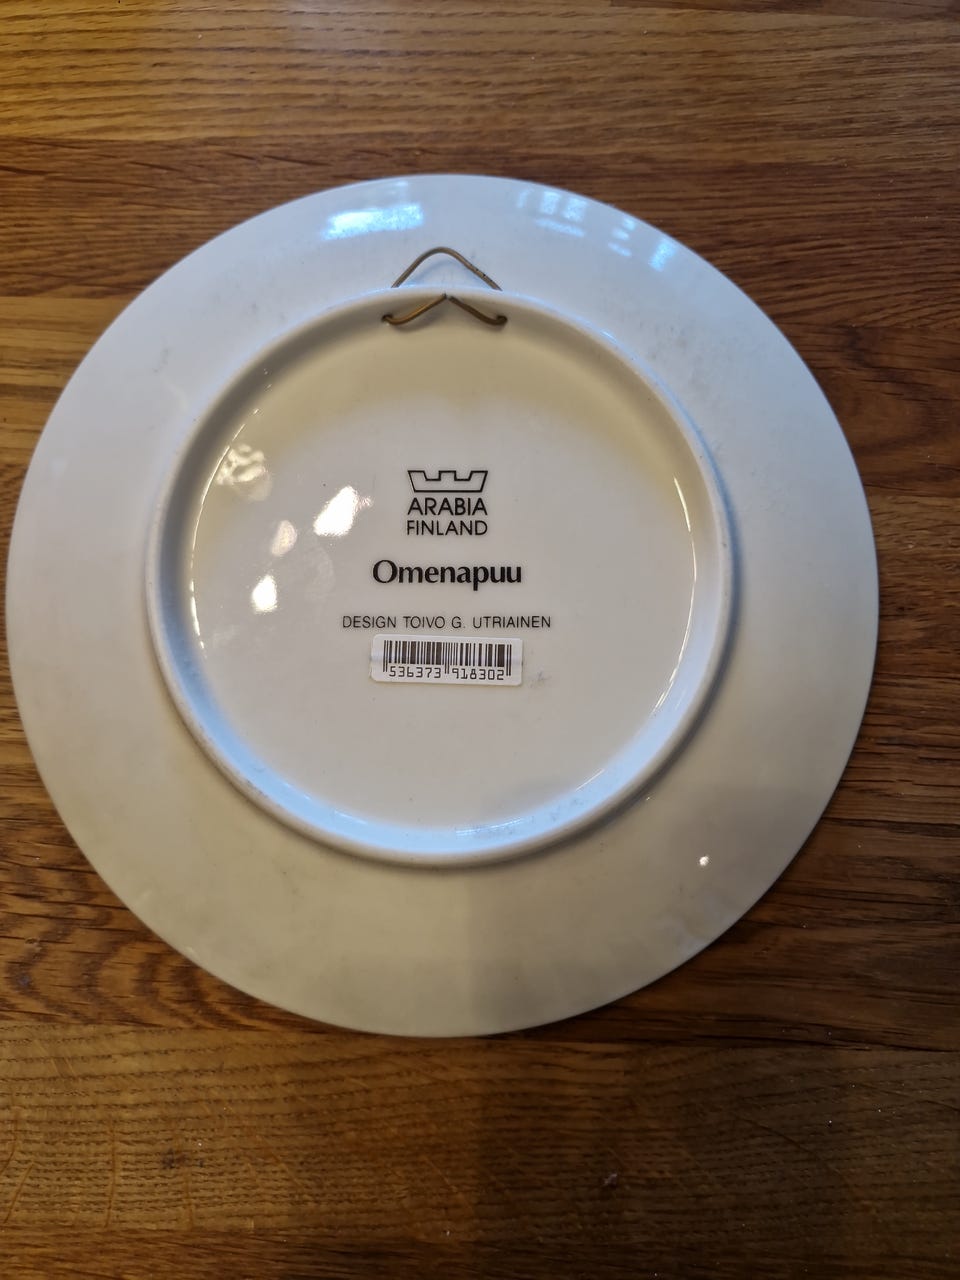 ARABIA
FINLAND
Omenapuu
DESIGN TOIVO G. UTRIAINEN
536373 918302